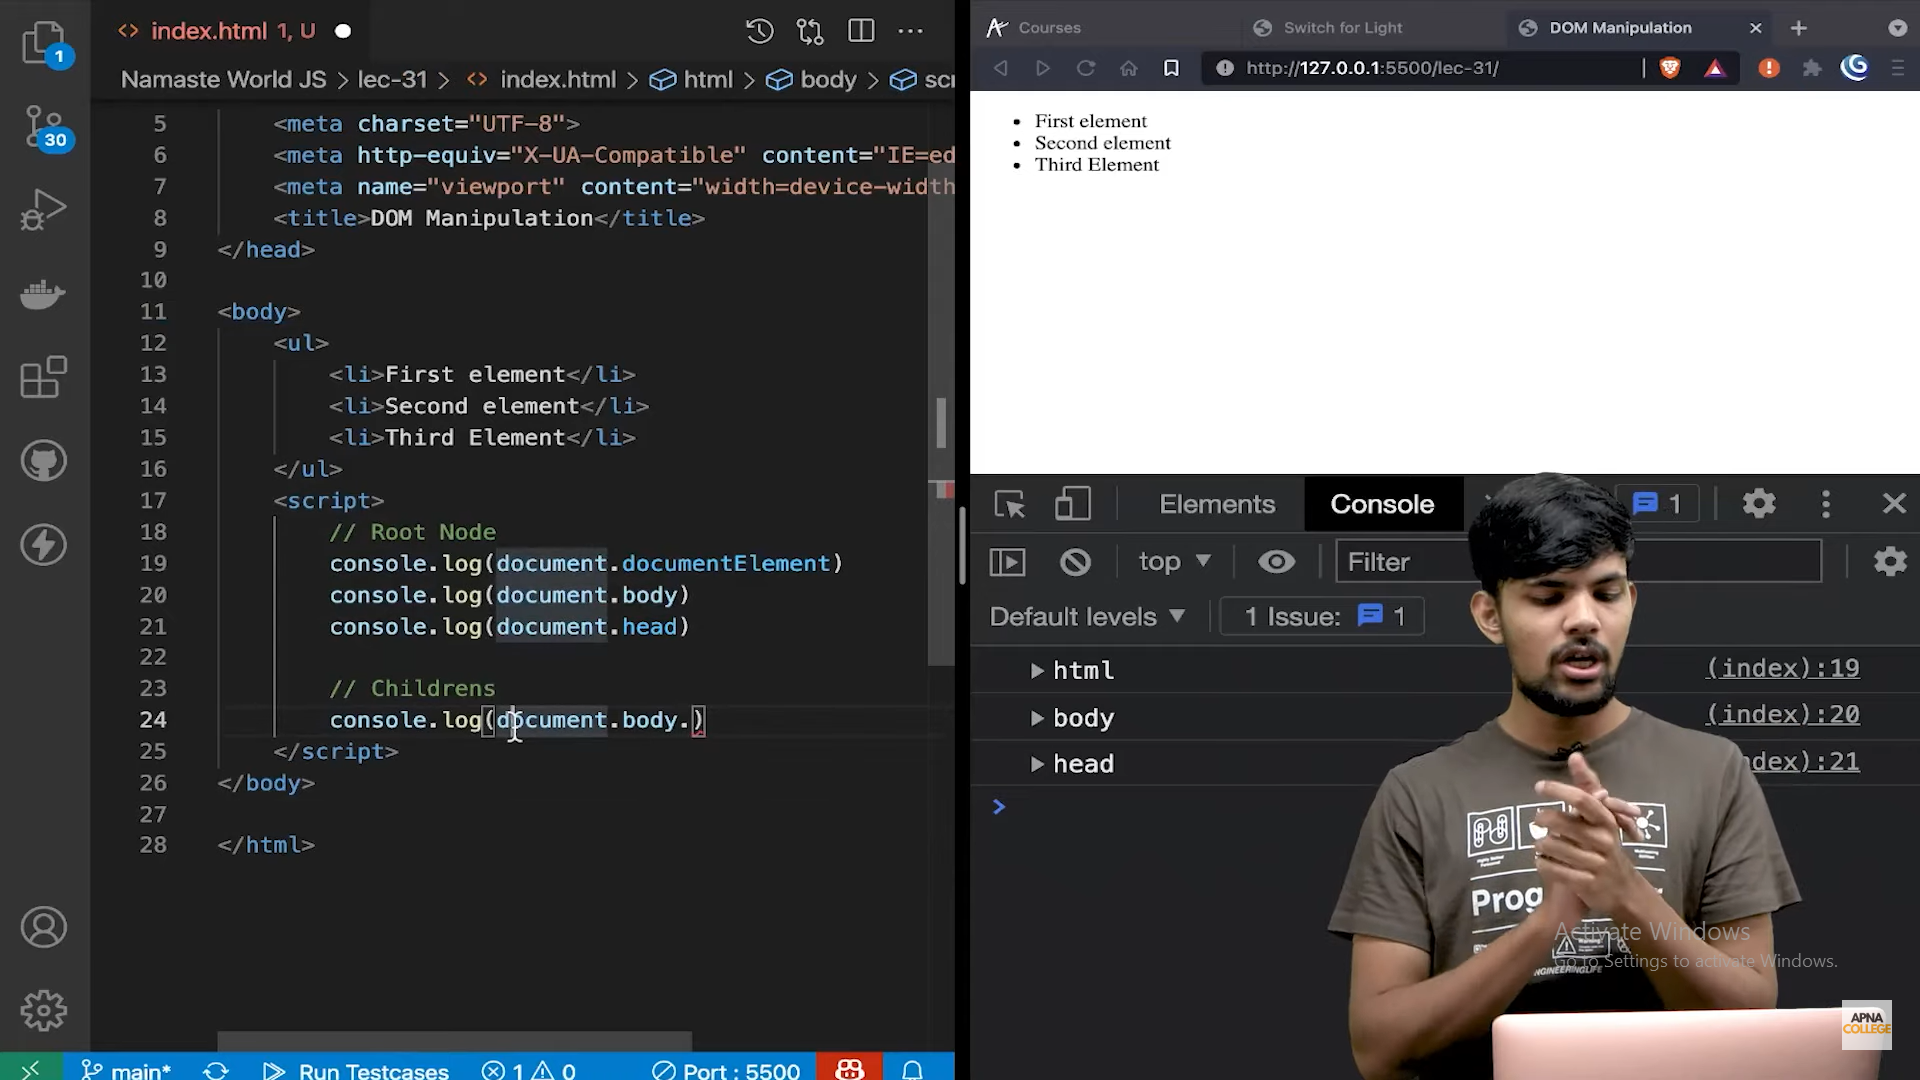 index.html 1, U
Namaste World JS > lec-31 > index.html > html > body > scr
5 <meta charset="UTF-8">
6 <meta http-equiv="X-UA-Compatible" content="IE=ed
7 <meta name="viewport" content="width=device-width
8 <title>DOM Manipulation</title>
9 </head>
10
11 <body>
12 <ul>
13 <li>First element</li>
14 <li>Second element</li>
15 <li>Third Element</li>
16 </ul>
17 <script>
18 // Root Node
19 console.log(document.documentElement)
20 console.log(document.body)
21 console.log(document.head)
22
23 // Childrens
24 console.log(document.body.)
25 </script>
26 </body>
27
28 </html>
1
30
main* Run Testcases 1 0 Port : 5500
Courses Switch for Light DOM Manipulation
http://127.0.0.1:5500/lec-31/
First element
Second element
Third Element
Elements Console 1
top Filter
Default levels 1 Issue: 1
html (index):19
body (index):20
head ndex):21
>
Activate Windows
Go to Settings to activate Windows.
ENGINEERINGLIFE
APNA
COLLEGE